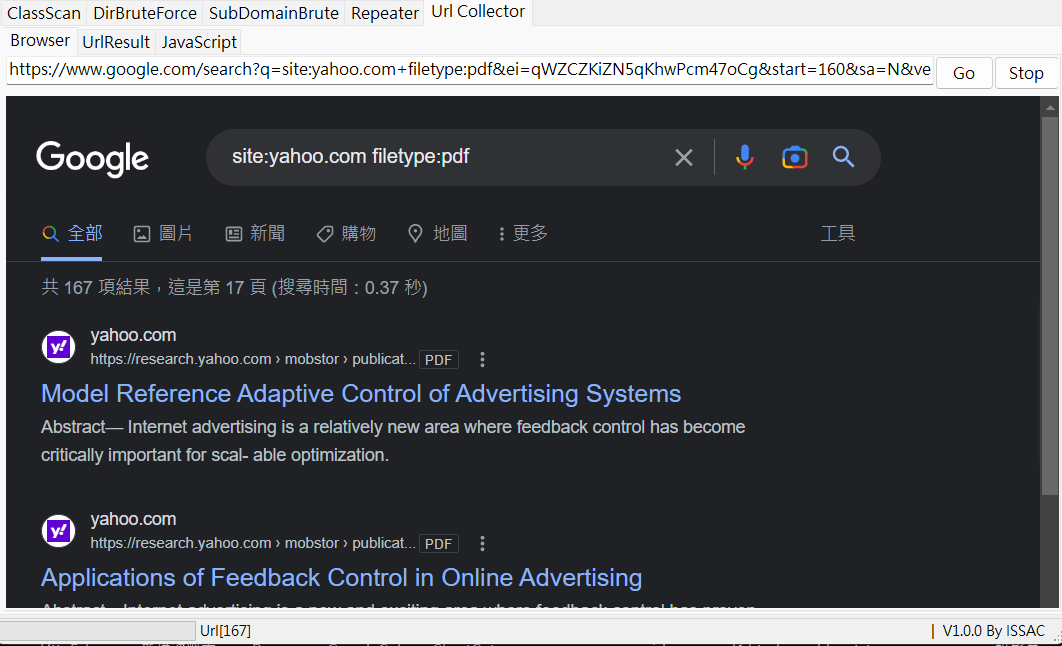 ClassScan DirBruteForce SubDomainBrute Repeater Url Collector
Browser UrlResult JavaScript
https://www.google.com/search?q=site:yahoo.com+filetype:pdf&ei=qWZCZKiZN5qKhwPcm47oCg&start=160&sa=N&ve Go Stop
Google site:yahoo.com filetype:pdf
全部 圖片 新聞 購物 地圖 更多 工具
共 167 項結果，這是第 17 頁 (搜尋時間：0.37 秒)
yahoo.com
https://research.yahoo.com › mobstor › publicat... PDF
Model Reference Adaptive Control of Advertising Systems
Abstract— Internet advertising is a relatively new area where feedback control has become
critically important for scal- able optimization.
yahoo.com
https://research.yahoo.com › mobstor › publicat... PDF
Applications of Feedback Control in Online Advertising
Url[167] V1.0.0 By ISSAC